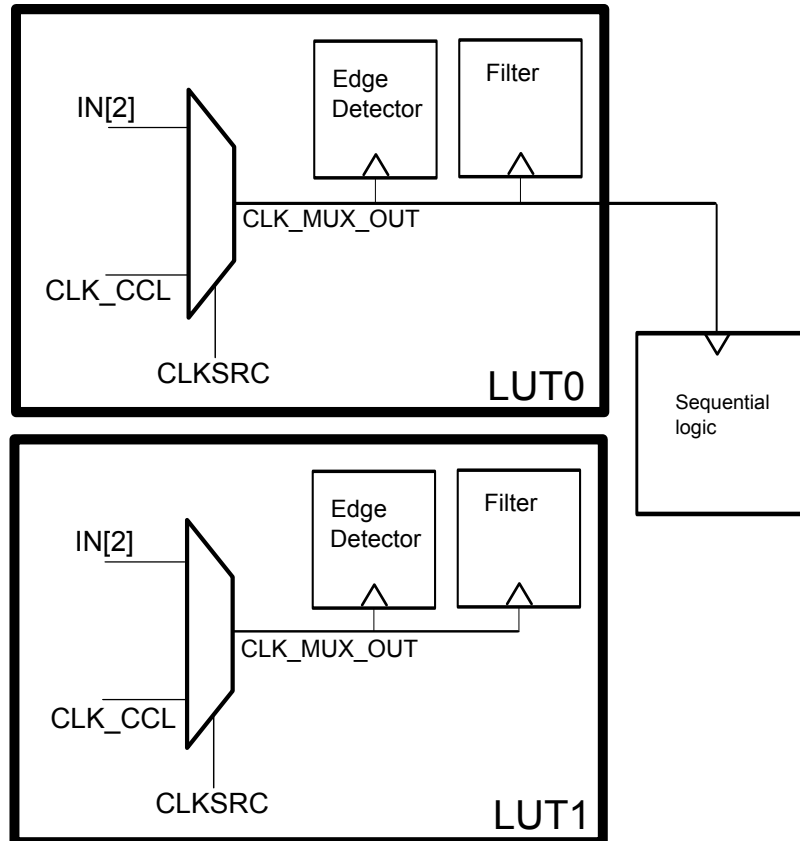 Edge
Detector
Filter
IN[2]
CLK_MUX_OUT
CLK_CCL
CLKSRC
LUT0
Sequential
logic
Edge
Detector
Filter
IN[2]
CLK_MUX_OUT
CLK_CCL
CLKSRC
LUT1